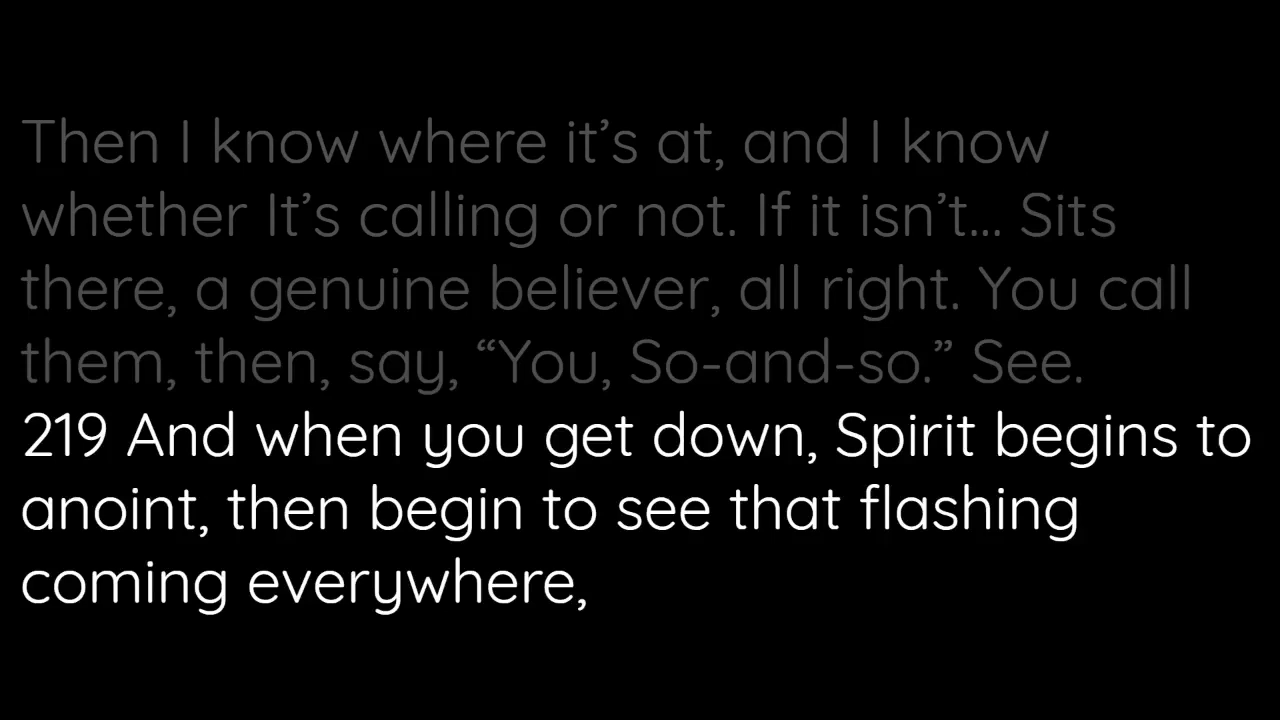 Then I know where it’s at, and I know
whether It’s calling or not. If it isn’t... Sits
there, a genuine believer, all right. You call
them, then, say, “You, So-and-so.” See.
219 And when you get down, Spirit begins to
anoint, then begin to see that flashing
coming everywhere,